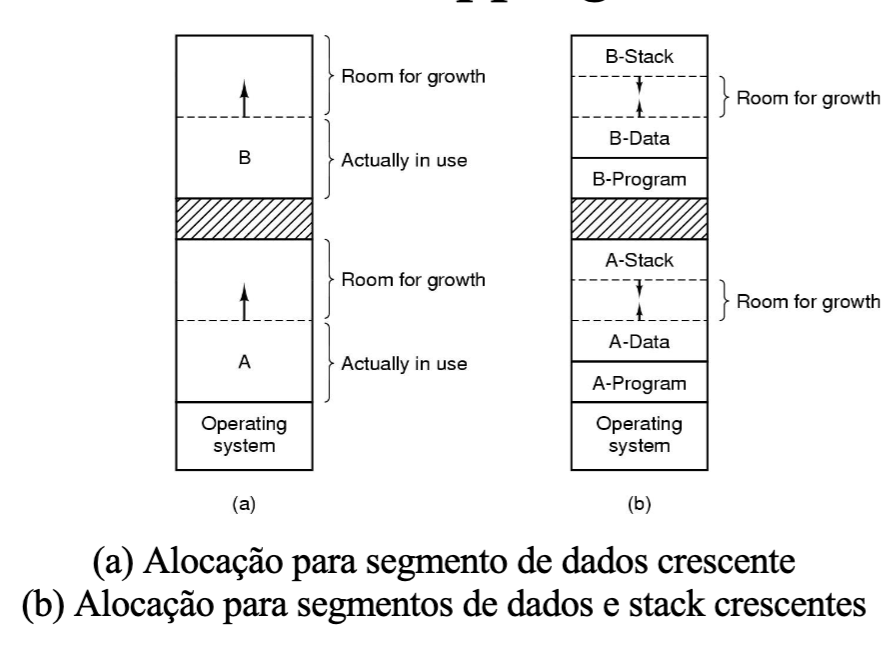 Room for growth
B
Actually in use
Room for growth
A
Actually in use
Operating
system
(a)
B-Stack
Room for growth
B-Data
B-Program
A-Stack
Room for growth
A-Data
A-Program
Operating
system
(b)
(a) Alocação para segmento de dados crescente
(b) Alocação para segmentos de dados e stack crescentes